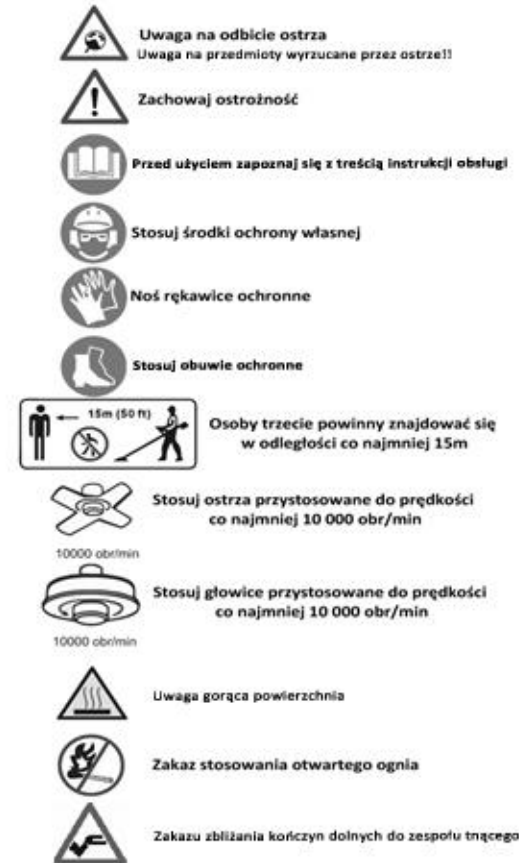 Uwaga na odbicie ostrza
Uwaga na przedmioty wyrzucane przez ostrze!!
Zachowaj ostrożność
Przed użyciem zapoznaj się z treścią instrukcji obsługi
Stosuj środki ochrony własnej
Noś rękawice ochronne
Stosuj obuwie ochronne
15m (50 ft)
Osoby trzecie powinny znajdować się
w odległości co najmniej 15m
Stosuj ostrza przystosowane do prędkości
co najmniej 10 000 obr/min
10000 obr/min
Stosuj głowice przystosowane do prędkości
co najmniej 10 000 obr/min
10000 obr/min
Uwaga gorąca powierzchnia
Zakaz stosowania otwartego ognia
Zakazu zbliżania kończyn dolnych do zespołu tnącego